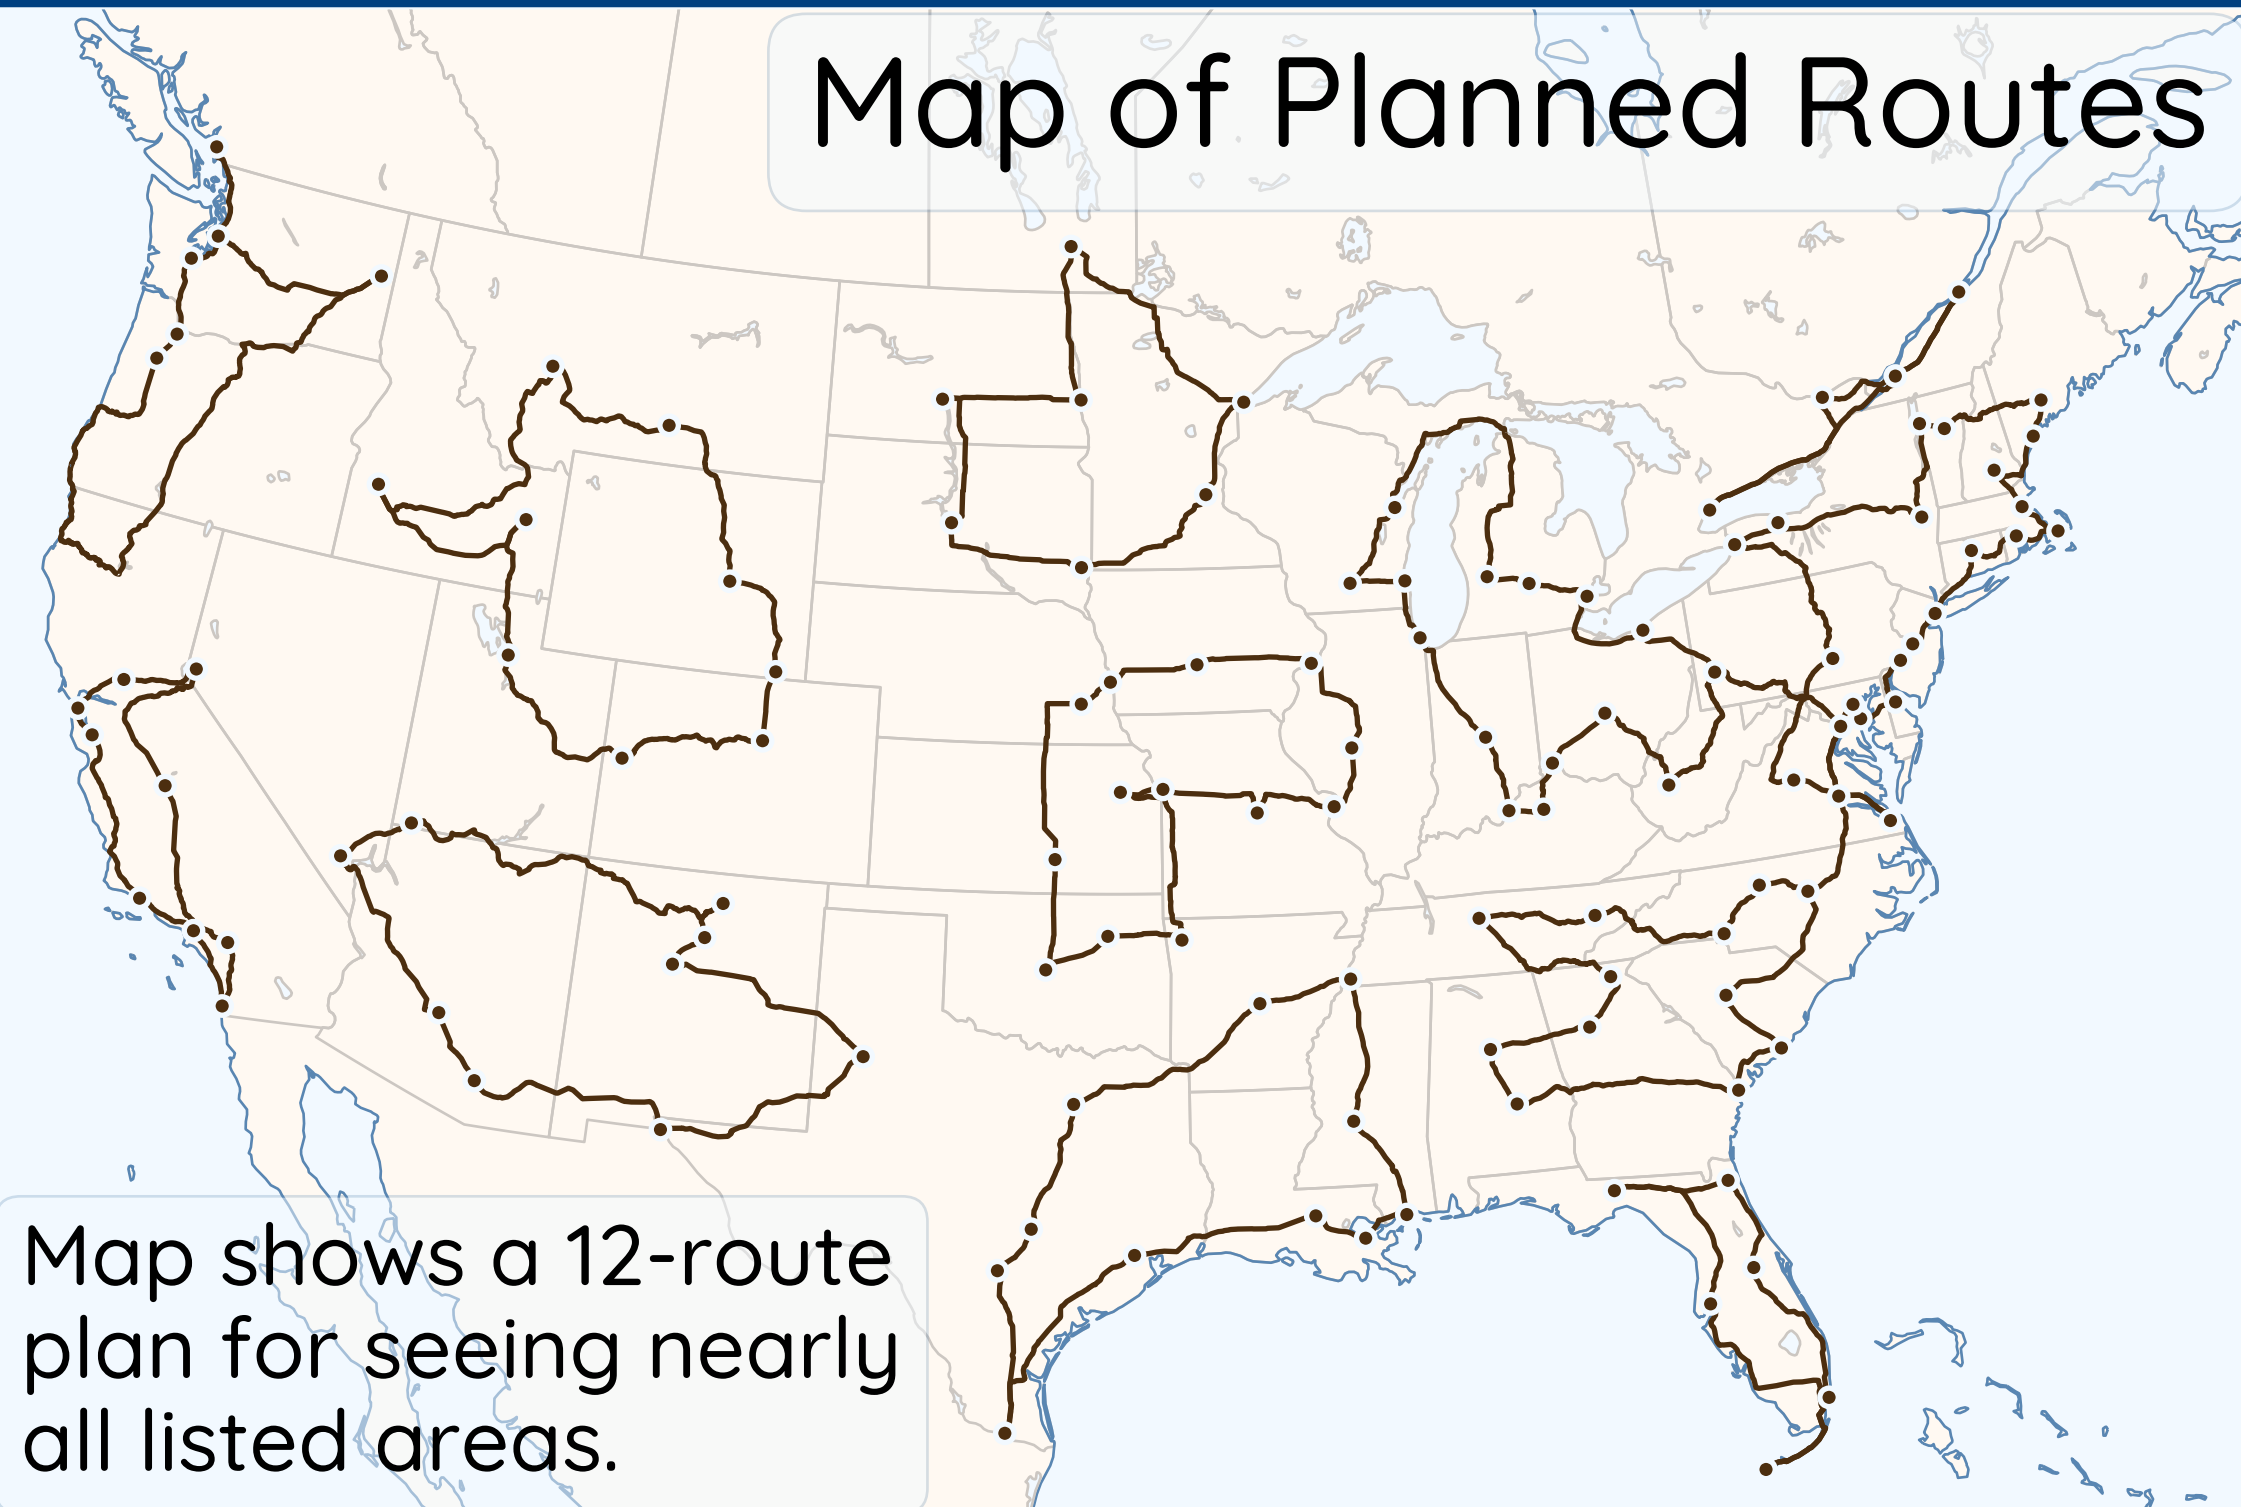 Map of Planned Routes
Map shows a 12-route
plan for seeing nearly
all listed areas.